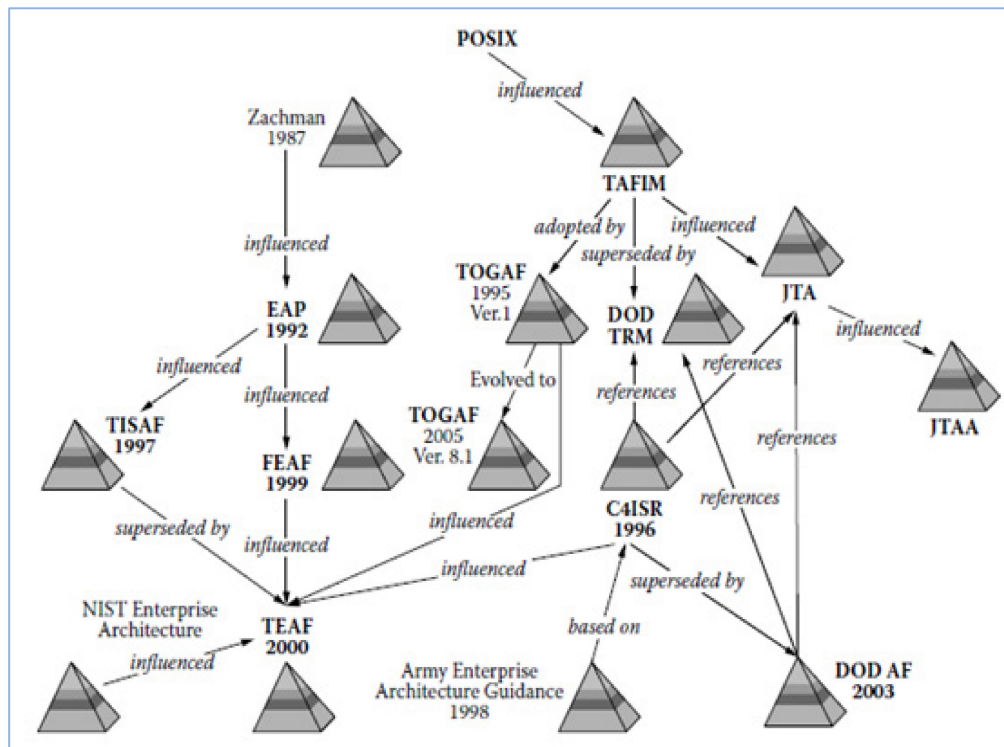 POSIX
influenced
Zachman
1987
TAFIM
influenced
adopted by
influenced
superseded by
TOGAF
1995
Ver.1
DOD
TRM
JTA
EAP
1992
influenced
influenced
references
influenced
Evolved to
references
TISAF
1997
TOGAF
2005
Ver. 8.1
JTAA
FEAF
1999
references
references
C4ISR
1996
superseded by
influenced
influenced
influenced
superseded by
NIST Enterprise
Architecture
TEAF
2000
based on
influenced
Army Enterprise
Architecture Guidance
1998
DOD AF
2003